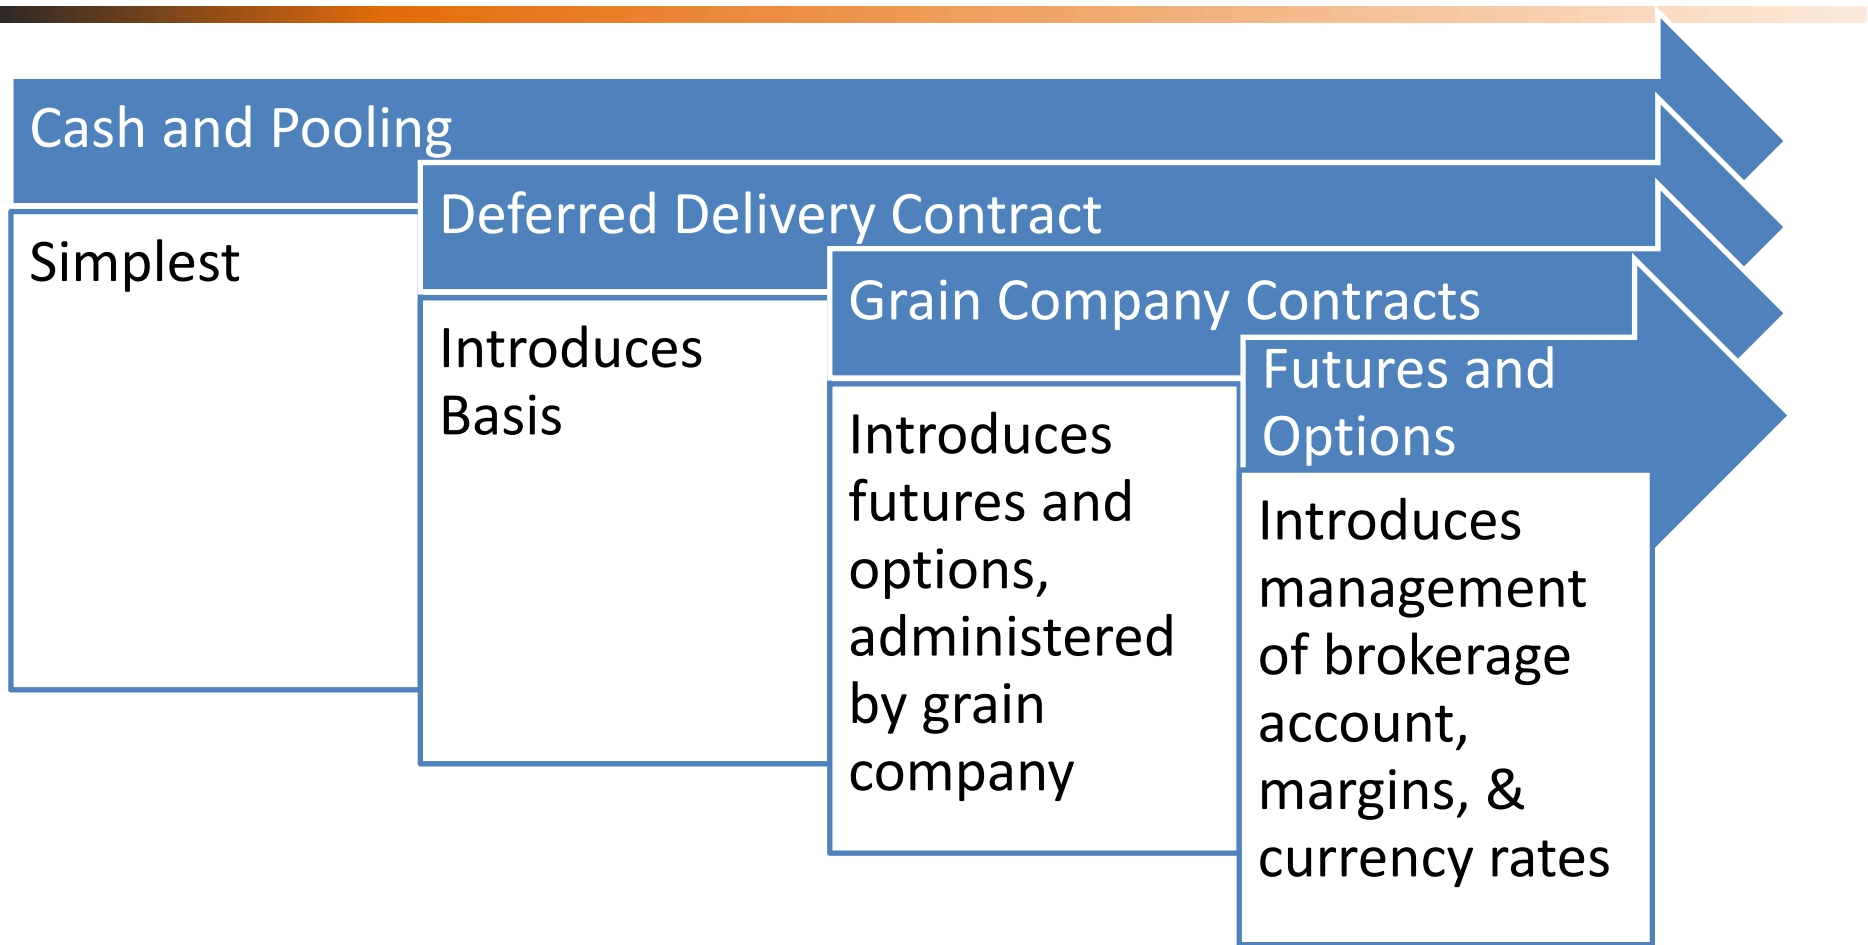 Cash and Pooling
Simplest
Deferred Delivery Contract
Introduces
Basis
Grain Company Contracts
Introduces
futures and
options,
administered
by grain
company
Futures and
Options
Introduces
management
of brokerage
account,
margins, &
currency rates